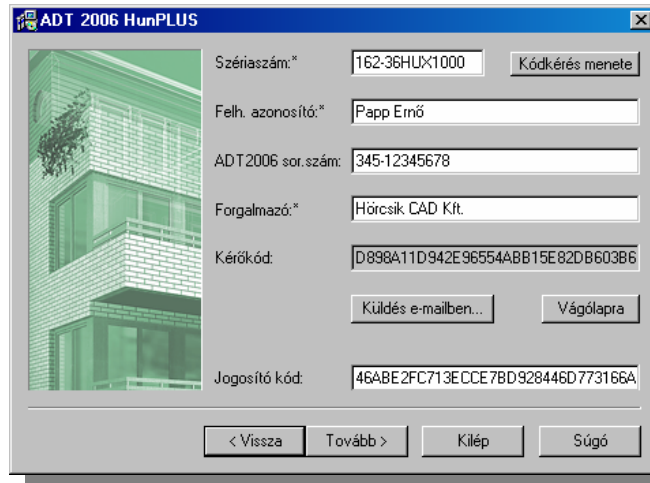 ADT 2006 HunPLUS
Szériaszám:* 162-36HUX1000 Kódkérés menete
Felh. azonosító:* Papp Ernő
ADT2006 sor.szám: 345-12345678
Forgalmazó:* Hörcsik CAD Kft.
Kérőkód: D898A11D942E96554ABB15E82DB603B6
Küldés e-mailben... Vágólapra
Jogosító kód: 46ABE2FC713ECCE7BD928446D773166A
< Vissza Tovább > Kilép Súgó